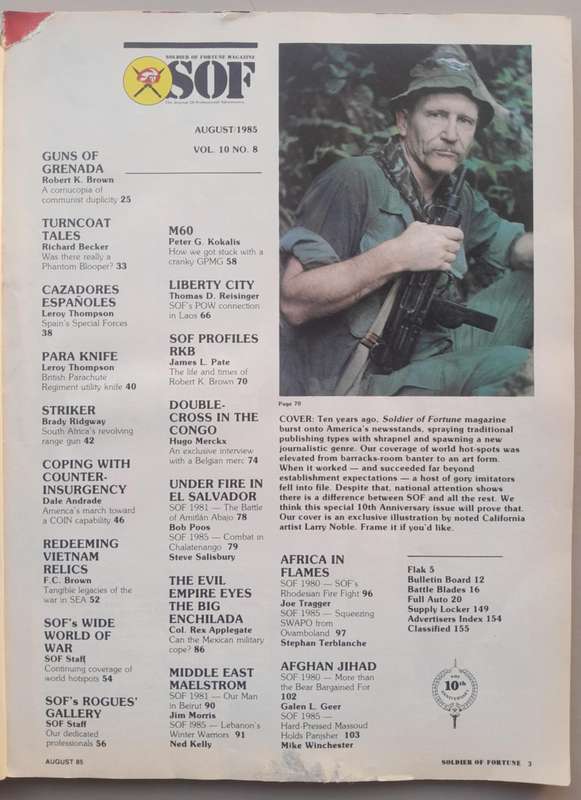 SOLDIER OF FORTUNE MAGAZINE
SOF
The Journal Of Professional Adventurers
AUGUST/1985
VOL. 10 NO. 8
GUNS OF
GRENADA
Robert K. Brown
A cornucopia of
communist duplicity 25
TURNCOAT
TALES
Richard Becker
Was there really a
Phantom Blooper? 33
CAZADORES
ESPAÑOLES
Leroy Thompson
Spain's Special Forces
38
PARA KNIFE
Leroy Thompson
British Parachute
Regiment utility knife 40
STRIKER
Brady Ridgway
South Africa's revolving
range gun 42
COPING WITH
COUNTER-
INSURGENCY
Dale Andrade
America's march toward
a COIN capability 46
REDEEMING
VIETNAM
RELICS
F.C. Brown
Tangible legacies of the
war in SEA 52
SOF's WIDE
WORLD OF
WAR
SOF Staff
Continuing coverage of
world hotspots 54
SOF's ROGUES'
GALLERY
SOF Staff
Our dedicated
professionals 56
M60
Peter G. Kokalis
How we got stuck with a
cranky GPMG 58
LIBERTY CITY
Thomas D. Reisinger
SOF's POW connection
in Laos 66
SOF PROFILES
RKB
James L. Pate
The life and times of
Robert K. Brown 70
DOUBLE-
CROSS IN THE
CONGO
Hugo Merckx
An exclusive interview
with a Belgian merc 74
UNDER FIRE IN
EL SALVADOR
SOF 1981 — The Battle
of Amitlán Abajo 78
Bob Poos
SOF 1985 — Combat in
Chalatenango 79
Steve Salisbury
THE EVIL
EMPIRE EYES
THE BIG
ENCHILADA
Col. Rex Applegate
Can the Mexican military
cope? 86
MIDDLE EAST
MAELSTROM
SOF 1981 — Our Man
in Beirut 90
Jim Morris
SOF 1985 — Lebanon's
Winter Warriors 91
Ned Kelly
Page 70
COVER: Ten years ago, Soldier of Fortune magazine
burst onto America's newsstands, spraying traditional
publishing types with shrapnel and spawning a new
journalistic genre. Our coverage of world hot-spots was
elevated from barracks-room banter to an art form.
When it worked — and succeeded far beyond
establishment expectations — a host of gory imitators
fell into file. Despite that, national attention shows
there is a difference between SOF and all the rest. We
think this special 10th Anniversary issue will prove that.
Our cover is an exclusive illustration by noted California
artist Larry Noble. Frame it if you'd like.
AFRICA IN
FLAMES
SOF 1980 — SOF's
Rhodesian Fire Fight 96
Joe Tragger
SOF 1985 — Squeezing
SWAPO from
Ovamboland 97
Stephan Terblanche
AFGHAN JIHAD
SOF 1980 — More than
the Bear Bargained For
102
Galen L. Geer
SOF 1985 —
Hard-Pressed Massoud
Holds Panjsher 103
Mike Winchester
Flak 5
Bulletin Board 12
Battle Blades 16
Full Auto 20
Supply Locker 149
Advertisers Index 154
Classified 155
10th
ANNIVERSARY
AUGUST 85
SOLDIER OF FORTUNE 3